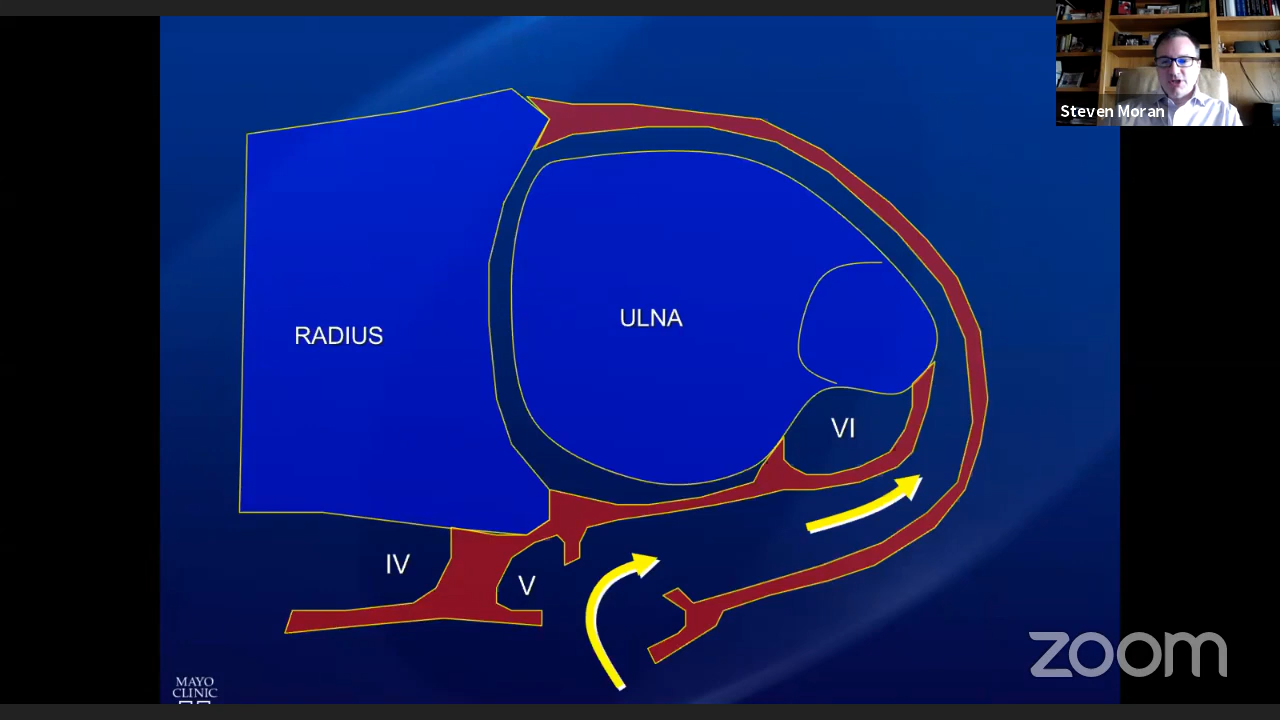 Steven Moran
RADIUS
ULNA
VI
IV
V
MAYO
CLINIC
zoom